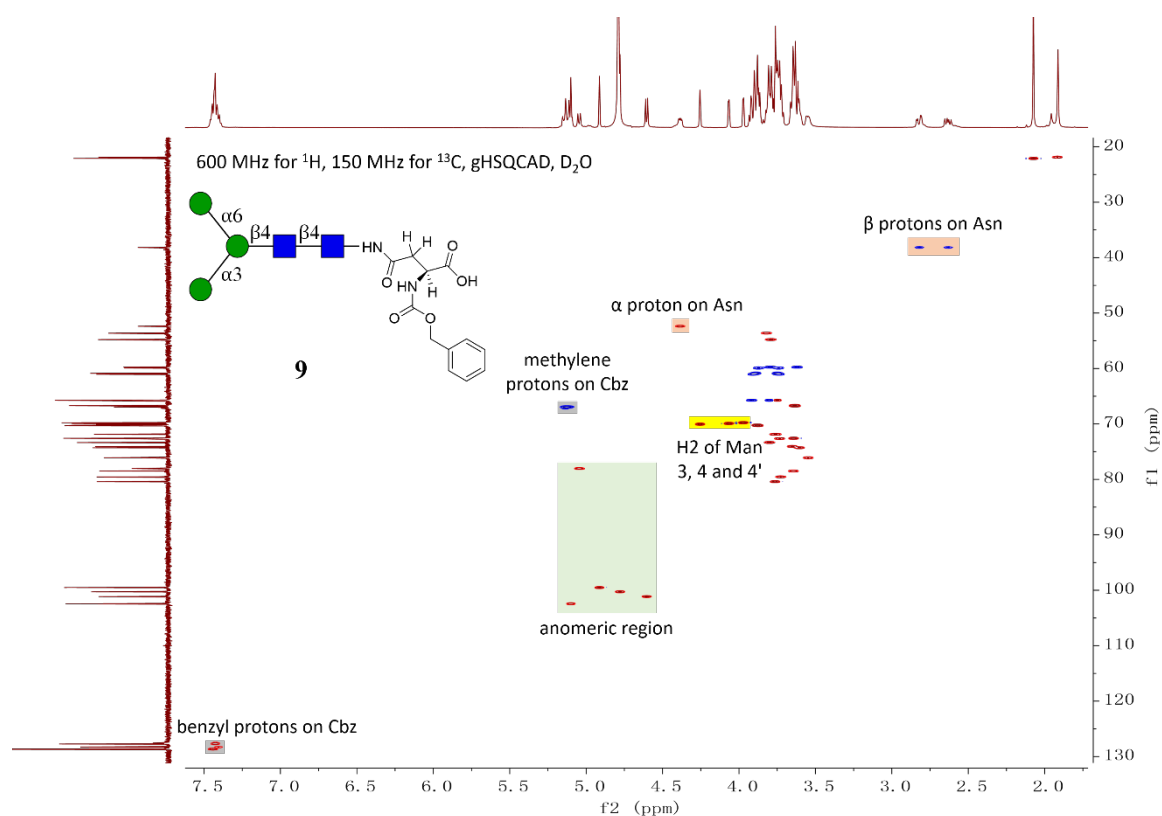 600 MHz for ¹H, 150 MHz for ¹³C, gHSQCAD, D₂O
α6
β4
β4
α3
HN
H
H
O
O
OH
HN
H
O
O
9
β protons on Asn
α proton on Asn
methylene
protons on Cbz
H2 of Man
3, 4 and 4'
anomeric region
benzyl protons on Cbz
20
30
40
50
60
70
80
90
100
110
120
130
f1 (ppm)
7.5 7.0 6.5 6.0 5.5 5.0 4.5 4.0 3.5 3.0 2.5 2.0
f2 (ppm)